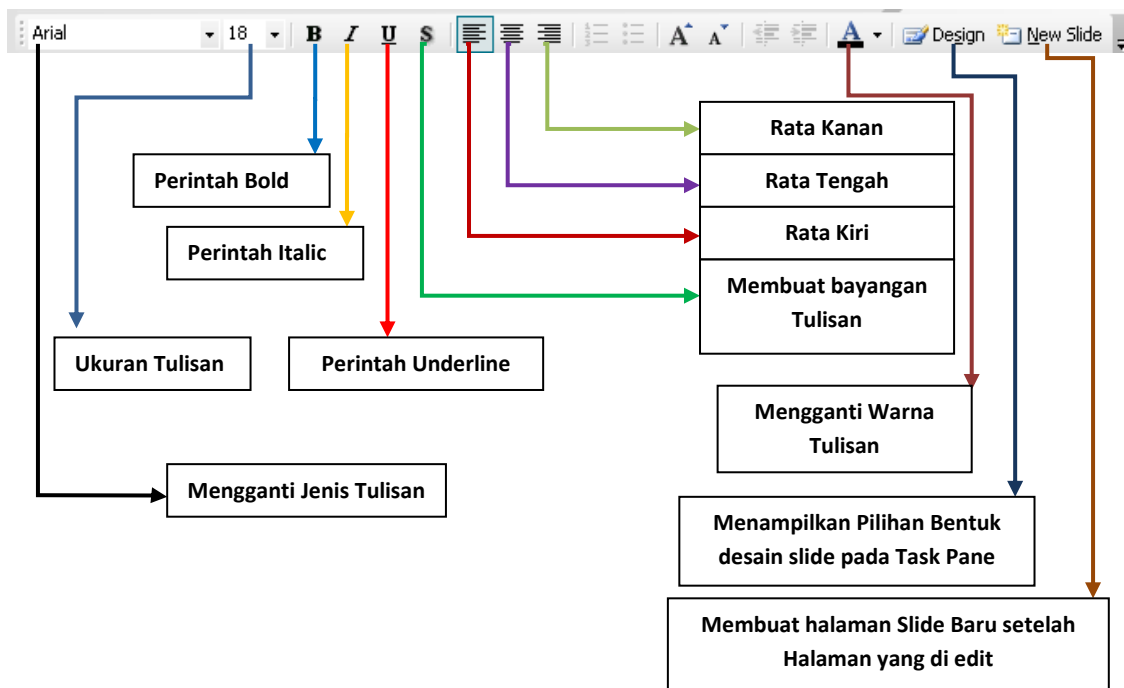 Arial 18 B I U S A A A Design New Slide
Rata Kanan
Perintah Bold
Rata Tengah
Perintah Italic
Rata Kiri
Membuat bayangan
Tulisan
Ukuran Tulisan
Perintah Underline
Mengganti Warna
Tulisan
Mengganti Jenis Tulisan
Menampilkan Pilihan Bentuk
desain slide pada Task Pane
Membuat halaman Slide Baru setelah
Halaman yang di edit